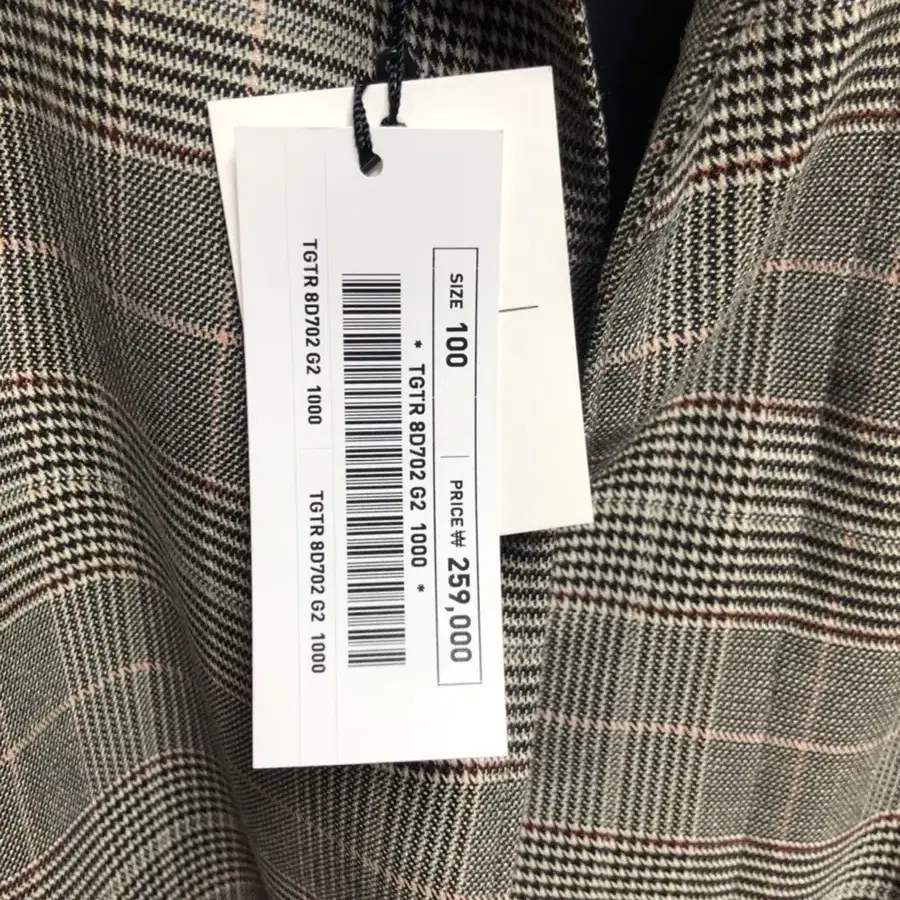 SIZE 100 PRICE ₩ 259,000
* TGTR 8D702 G2 1000 *
TGTR 8D702 G2 1000 TGTR 8D702 G2 1000